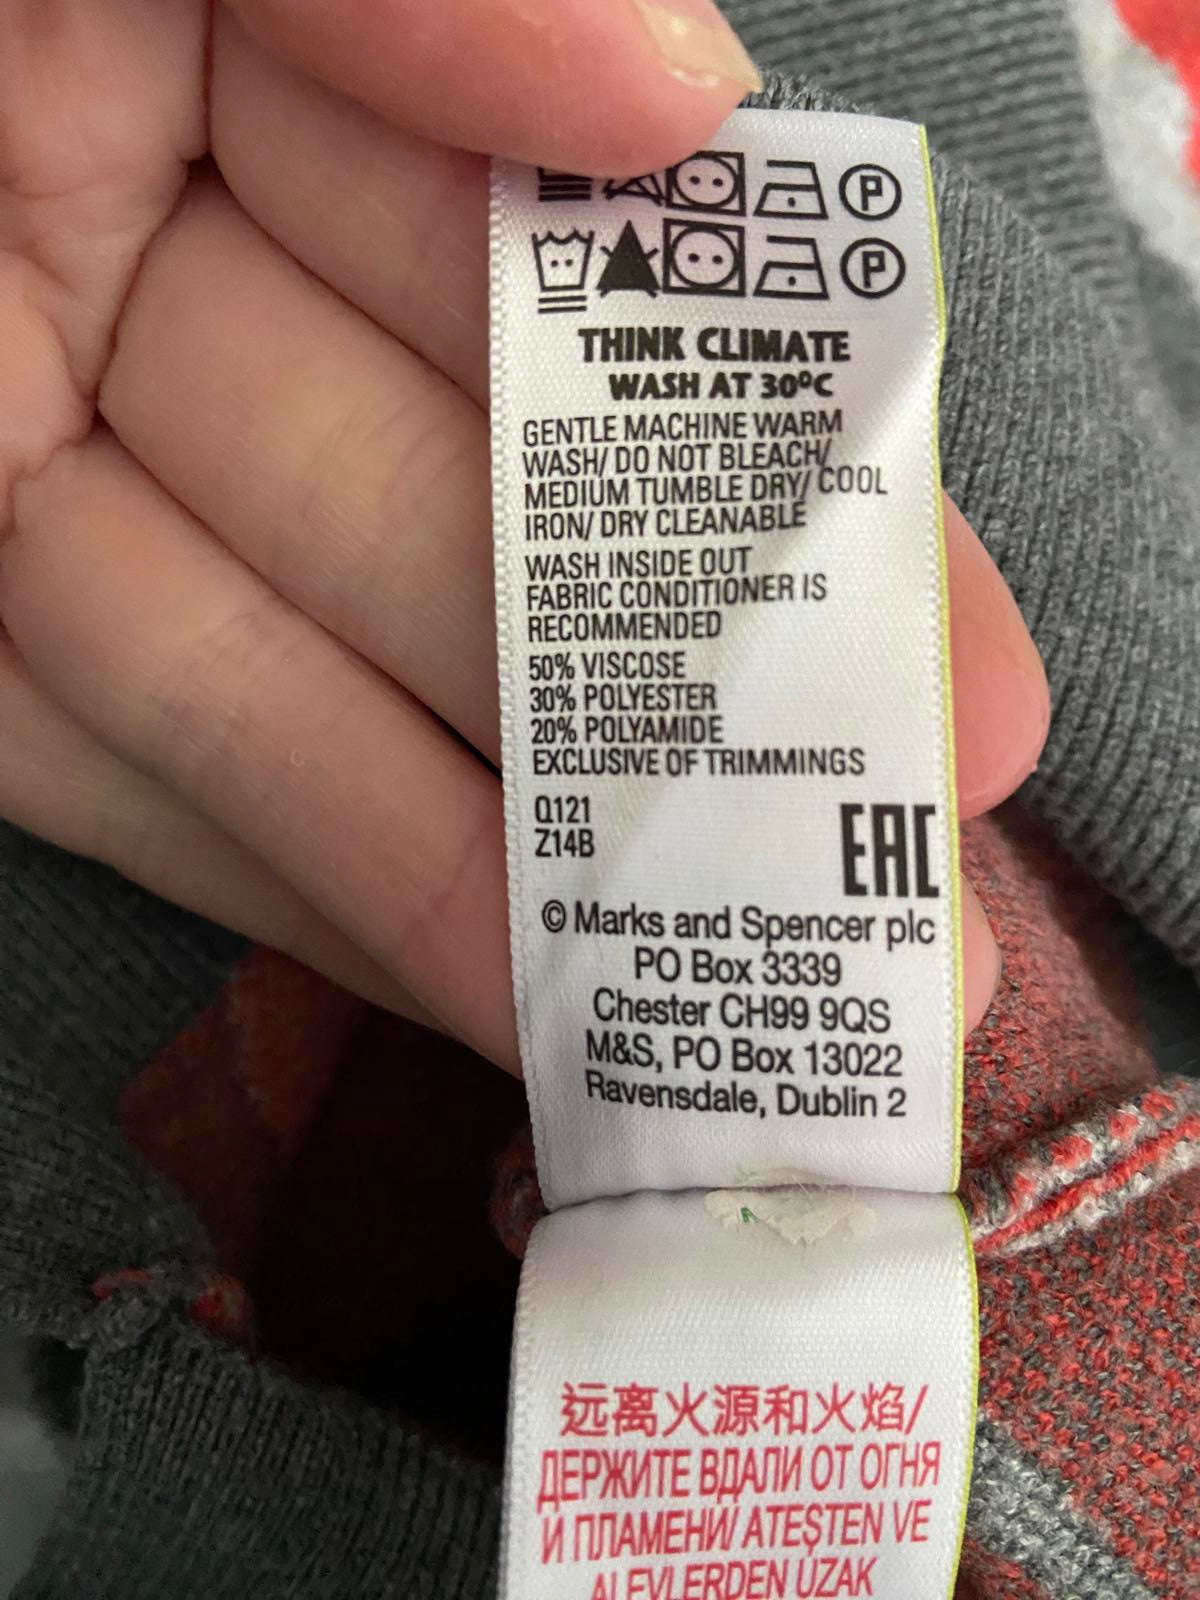 P
P
THINK CLIMATE
WASH AT 30ºC
GENTLE MACHINE WARM
WASH/ DO NOT BLEACH/
MEDIUM TUMBLE DRY/ COOL
IRON/ DRY CLEANABLE
WASH INSIDE OUT
FABRIC CONDITIONER IS
RECOMMENDED
50% VISCOSE
30% POLYESTER
20% POLYAMIDE
EXCLUSIVE OF TRIMMINGS
Q121
Z14B
EAC
© Marks and Spencer plc
PO Box 3339
Chester CH99 9QS
M&S, PO Box 13022
Ravensdale, Dublin 2
远离火源和火焰/
ДЕРЖИТЕ ВДАЛИ ОТ ОГНЯ
И ПЛАМЕНИ/ ATEŞTEN VE
ALEVLERDEN UZAK